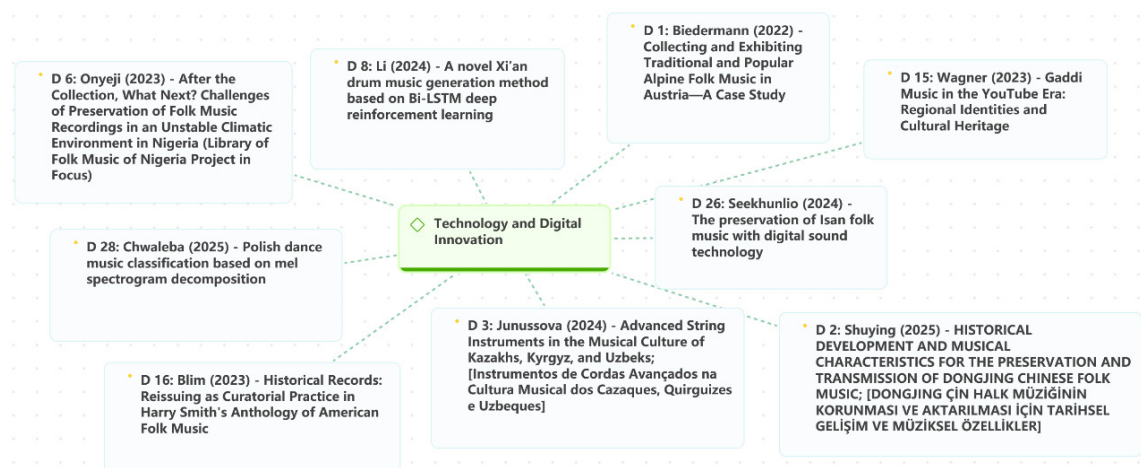 D 6: Onyeji (2023) - After the
Collection, What Next? Challenges
of Preservation of Folk Music
Recordings in an Unstable Climatic
Environment in Nigeria (Library of
Folk Music of Nigeria Project in
Focus)
D 8: Li (2024) - A novel Xi'an
drum music generation method
based on Bi-LSTM deep
reinforcement learning
D 1: Biedermann (2022) -
Collecting and Exhibiting
Traditional and Popular
Alpine Folk Music in
Austria—A Case Study
D 15: Wagner (2023) - Gaddi
Music in the YouTube Era:
Regional Identities and
Cultural Heritage
Technology and Digital
Innovation
D 26: Seekhunlio (2024) -
The preservation of Isan folk
music with digital sound
technology
D 28: Chwaleba (2025) - Polish dance
music classification based on mel
spectrogram decomposition
D 16: Blim (2023) - Historical Records:
Reissuing as Curatorial Practice in
Harry Smith's Anthology of American
Folk Music
D 3: Junussova (2024) - Advanced String
Instruments in the Musical Culture of
Kazakhs, Kyrgyz, and Uzbeks;
[Instrumentos de Cordas Avançados na
Cultura Musical dos Cazaques, Quirguizes
e Uzbeques]
D 2: Shuying (2025) - HISTORICAL
DEVELOPMENT AND MUSICAL
CHARACTERISTICS FOR THE PRESERVATION AND
TRANSMISSION OF DONGJING CHINESE FOLK
MUSIC; [DONGJING ÇİN HALK MÜZİĞİNİN
KORUNMASI VE AKTARILMASI İÇİN TARİHSEL
GELİŞİM VE MÜZİKSEL ÖZELLİKLER]